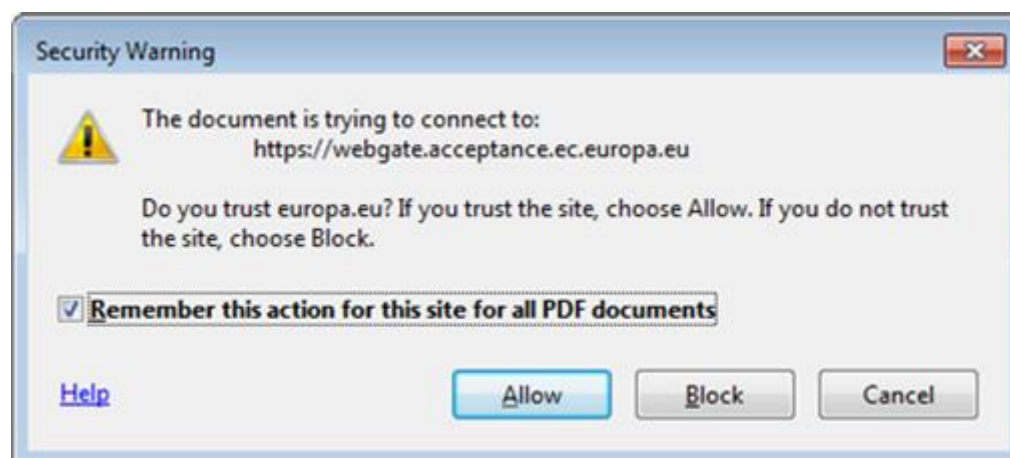 Security Warning
The document is trying to connect to:
https://webgate.acceptance.ec.europa.eu
Do you trust europa.eu? If you trust the site, choose Allow. If you do not trust
the site, choose Block.
Remember this action for this site for all PDF documents
Help
Allow
Block
Cancel